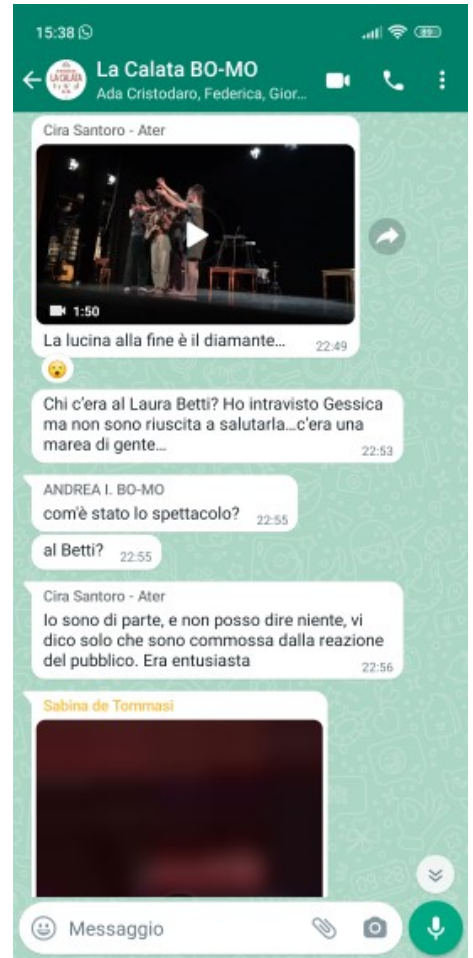 15:38
89
La Calata BO-MO
Ada Cristodaro, Federica, Gior...
Cira Santoro - Ater
1:50
La lucina alla fine è il diamante... 22:49
Chi c'era al Laura Betti? Ho intravisto Gessica
ma non sono riuscita a salutarla...c'era una
marea di gente... 22:53
ANDREA I. BO-MO
com'è stato lo spettacolo? 22:55
al Betti? 22:55
Cira Santoro - Ater
Io sono di parte, e non posso dire niente, vi
dico solo che sono commossa dalla reazione
del pubblico. Era entusiasta 22:56
Sabina de Tommasi
Messaggio